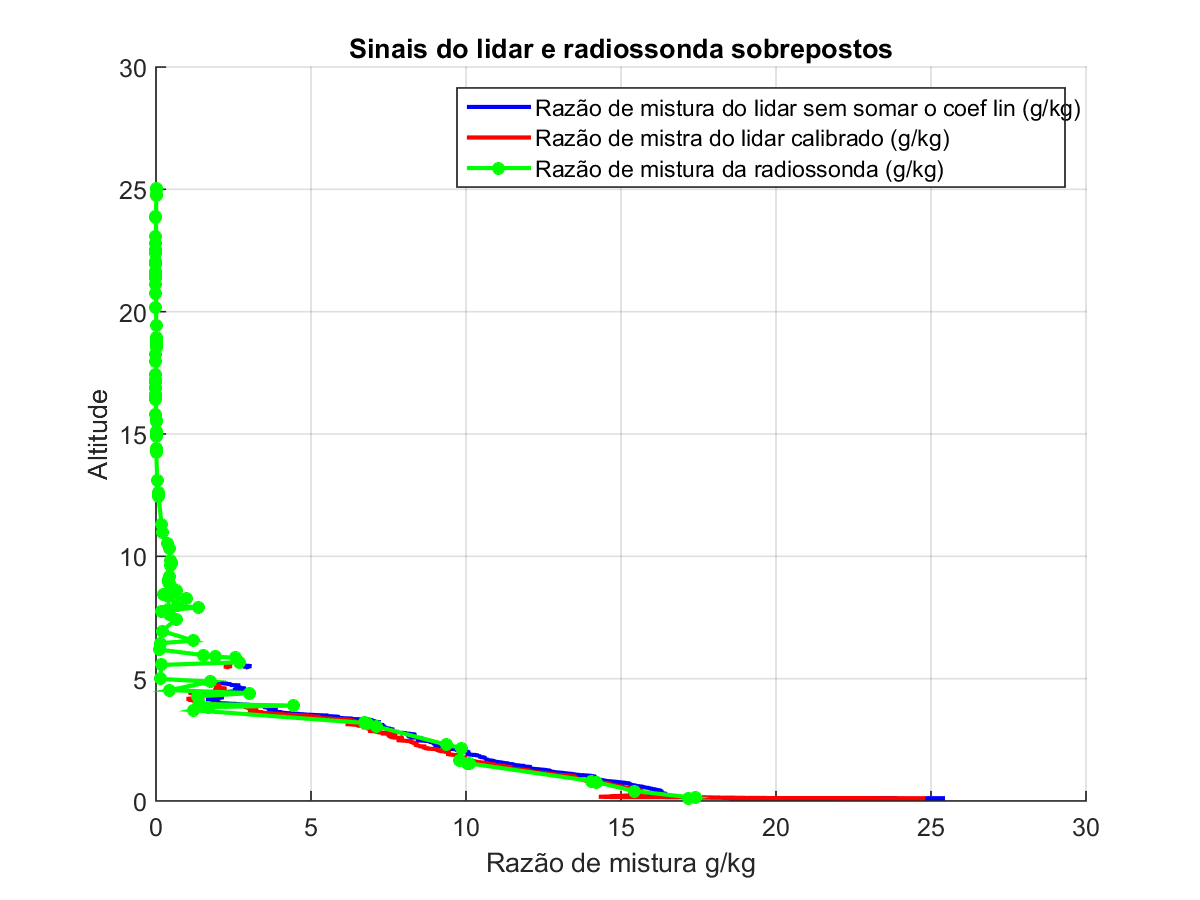 Sinais do lidar e radiossonda sobrepostos
30
Razão de mistura do lidar sem somar o coef lin (g/kg)
Razão de mistra do lidar calibrado (g/kg)
Razão de mistura da radiossonda (g/kg)
25
20
15
10
5
0
Altitude
0 5 10 15 20 25 30
Razão de mistura g/kg